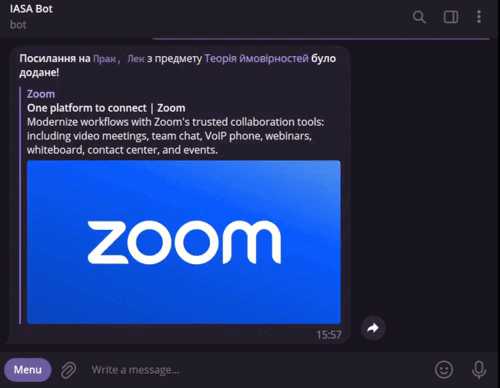 IASA Bot
bot
Посилання на Прак, Лек з предмету Теорія ймовірностей було
додане!
Zoom
One platform to connect | Zoom
Modernize workflows with Zoom's trusted collaboration tools:
including video meetings, team chat, VoIP phone, webinars,
whiteboard, contact center, and events.
zoom
15:57
Menu
Write a message...